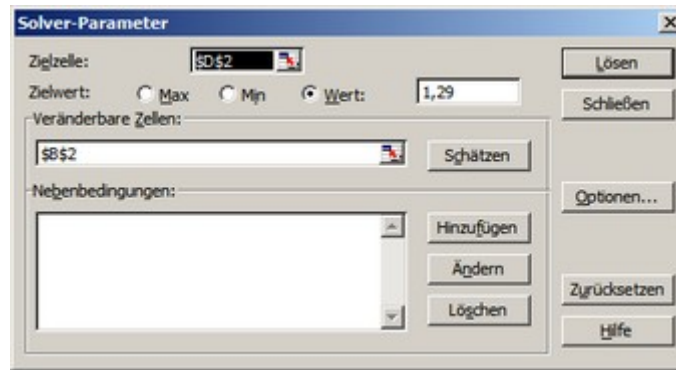 Solver-Parameter
Zielzelle: $D$2 Lösen
Zielwert: Max Min Wert: 1,29 Schließen
Veränderbare Zellen:
$B$2 Schätzen
Nebenbedingungen: Optionen...
Hinzufügen
Ändern
Zurücksetzen
Löschen
Hilfe